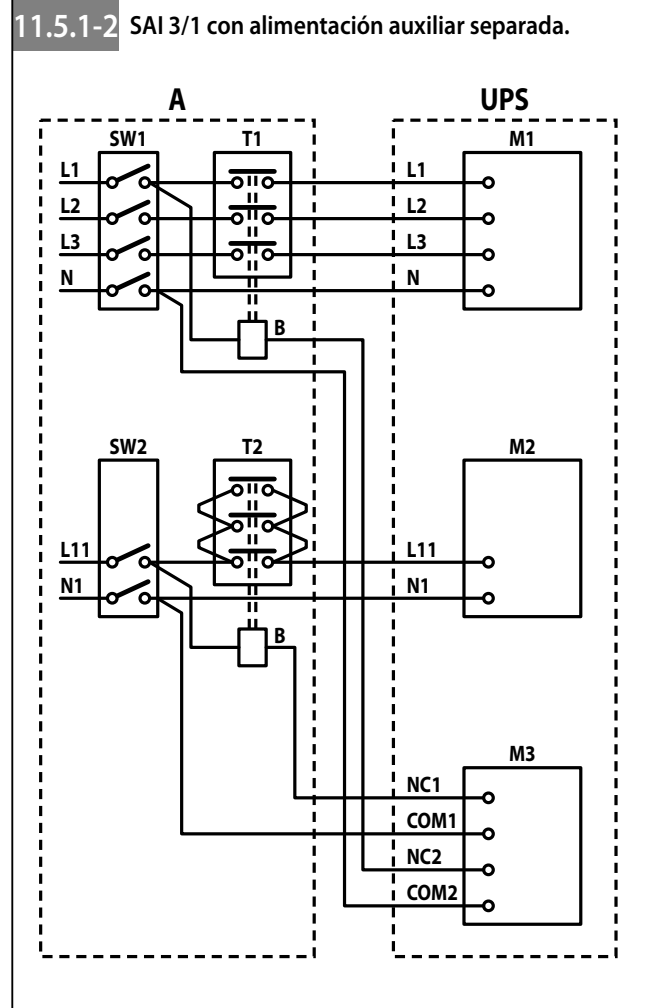 11.5.1-2 SAI 3/1 con alimentación auxiliar separada.
A UPS
SW1 T1 M1
L1 L1
L2 L2
L3 L3
N N
B
SW2 T2 M2
L11 L11
N1 N1
B
M3
NC1
COM1
NC2
COM2